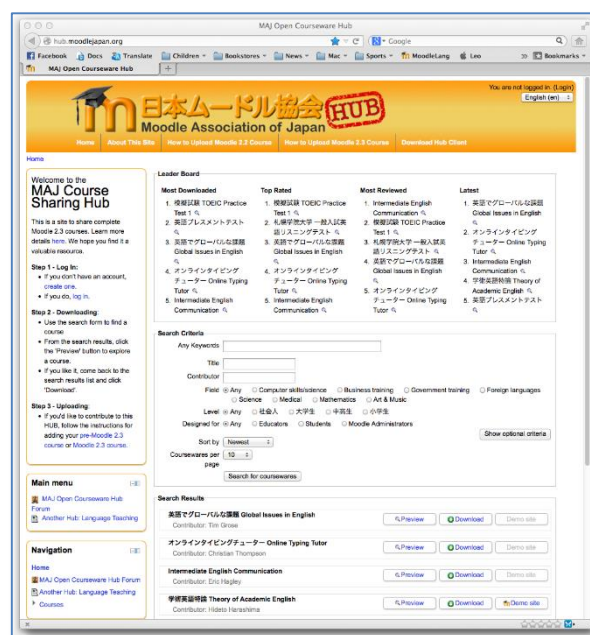 MAJ Open Courseware Hub
hub.moodlejapan.org
Google
Facebook Docs Translate Children Bookstores News Mac Sports MoodleLang Leo Bookmarks
MAJ Open Courseware Hub
You are not logged in. (Login)
English (en)
日本ムードル協会 HUB
Moodle Association of Japan
Home About This Site How to Upload Moodle 2.2 Course How to Upload Moodle 2.3 Course Download Hub Client
Home
Welcome to the
MAJ Course
Sharing Hub
This is a site to share complete
Moodle 2.3 courses. Learn more
details here. We hope you find it a
valuable resource.
Step 1 - Log In:
If you don't have an account,
create one.
If you do, log in.
Step 2 - Downloading:
Use the search form to find a
course
From the search results, click
the 'Preview' button to explore
a course.
If you like it, come back to the
search results list and click
'Download'.
Step 3 - Uploading:
If you'd like to contribute to this
HUB, follow the instructions for
adding your pre-Moodle 2.3
course or Moodle 2.3 course.
Main menu
MAJ Open Courseware Hub
Forum
Another Hub: Language Teaching
Navigation
Home
MAJ Open Courseware Hub Forum
Another Hub: Language Teaching
Courses
Leader Board
Most Downloaded
1. 模擬試験 TOEIC Practice
Test 1
2. 英語プレスメントテスト
3. 英語でグローバルな課題
Global Issues in English
4. オンラインタイピング
チューター Online Typing
Tutor
5. Intermediate English
Communication
Top Rated
1. 模擬試験 TOEIC Practice
Test 1
2. 札幌学院大学 一般入試英
語リスニングテスト
3. 英語でグローバルな課題
Global Issues in English
4. オンラインタイピング
チューター Online Typing
Tutor
5. Intermediate English
Communication
Most Reviewed
1. Intermediate English
Communication
2. 模擬試験 TOEIC Practice
Test 1
3. 札幌学院大学 一般入試英
語リスニングテスト
4. 英語でグローバルな課題
Global Issues in English
5. オンラインタイピング
チューター Online Typing
Tutor
Latest
1. 英語でグローバルな課題
Global Issues in English
2. オンラインタイピング
チューター Online Typing
Tutor
3. Intermediate English
Communication
4. 学術英語特論 Theory of
Academic English
5. 英語プレスメントテスト
Search Criteria
Any Keywords
Title
Contributor
Field Any Computer skills/science Business training Government training Foreign languages
Science Medical Mathematics Art & Music
Level Any 社会人 大学生 中高生 小学生
Designed for Any Educators Students Moodle Administrators
Show optional criteria
Sort by Newest
Coursewares per 10
page
Search for coursewares
Search Results
英語でグローバルな課題 Global Issues in English
Contributor: Tim Grose
Preview Download Demo site
オンラインタイピングチューター Online Typing Tutor
Contributor: Christian Thompson
Preview Download Demo site
Intermediate English Communication
Contributor: Eric Hagley
Preview Download Demo site
学術英語特論 Theory of Academic English
Contributor: Hideto Harashima
Preview Download Demo site